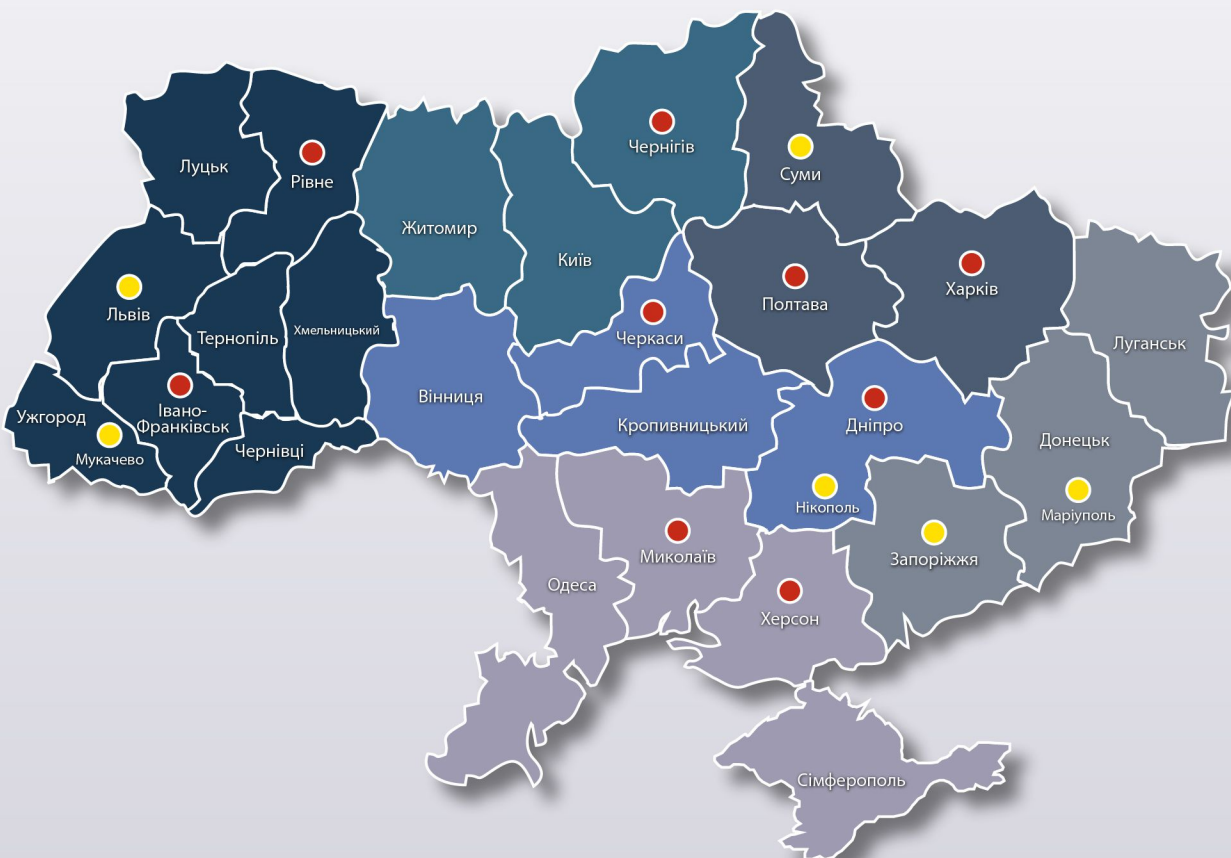 Чернігів
Суми
Луцьк
Рівне
Житомир
Київ
Харків
Полтава
Львів
Тернопіль
Хмельницький
Черкаси
Луганськ
Вінниця
Ужгород
Івано-
Франківськ
Кропивницький
Дніпро
Донецьк
Мукачево
Чернівці
Нікополь
Маріуполь
Миколаїв
Запоріжжя
Одеса
Херсон
Сімферополь